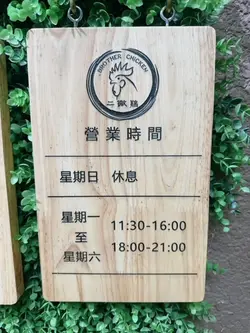 BROTHER CHICKEN
二鵰雞
營業時間
星期日 休息
星期一
至
星期六
11:30-16:00
18:00-21:00